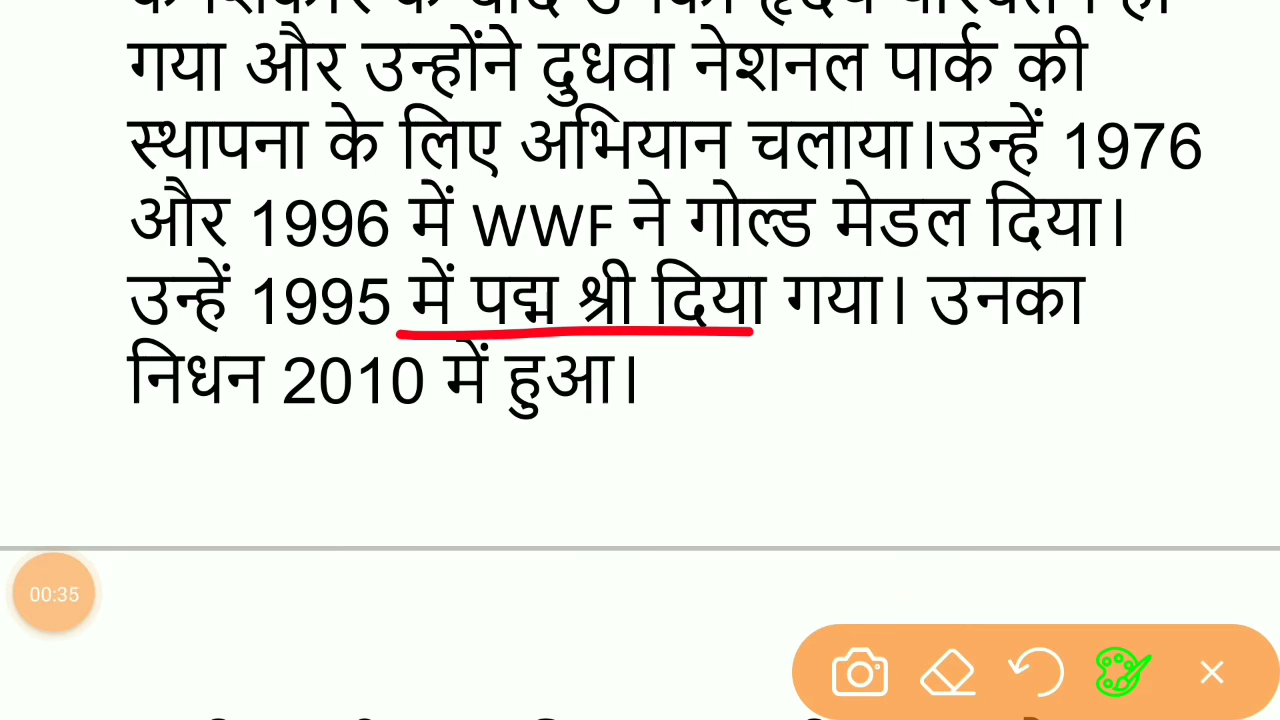 गया और उन्होंने दुधवा नेशनल पार्क की
स्थापना के लिए अभियान चलाया।उन्हें 1976
और 1996 में WWF ने गोल्ड मेडल दिया।
उन्हें 1995 में पद्म श्री दिया गया। उनका
निधन 2010 में हुआ।
00:35